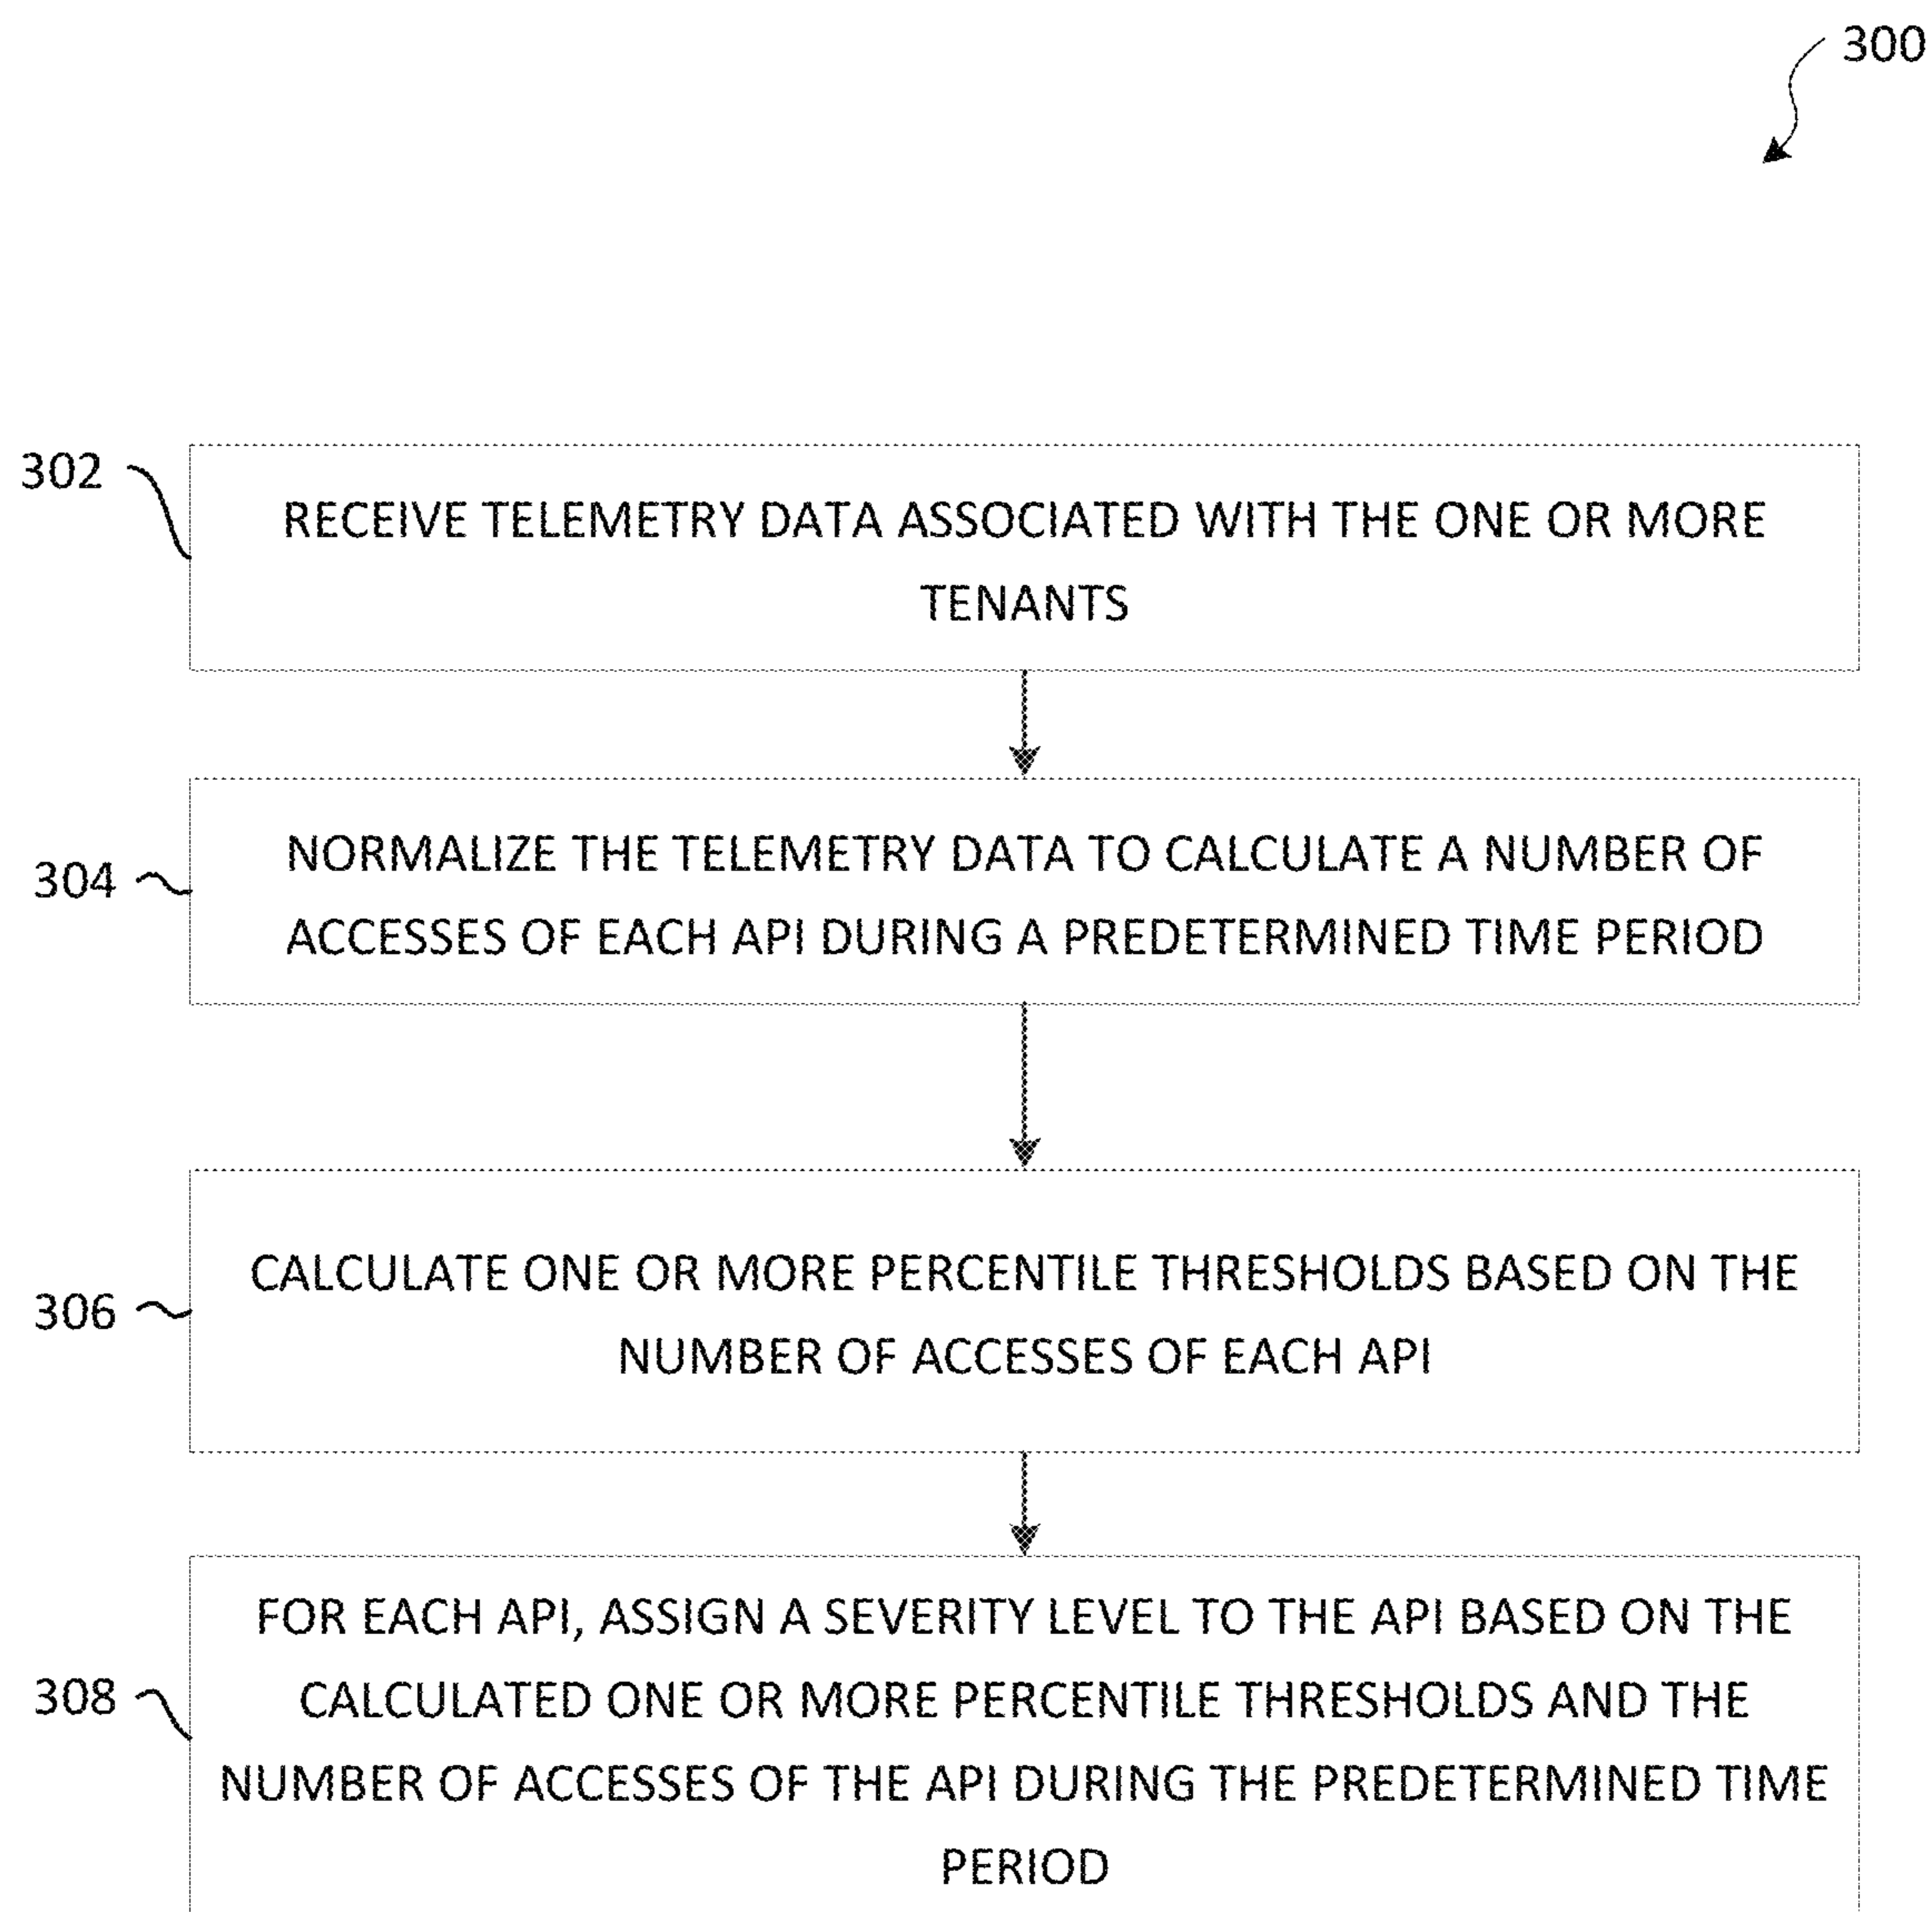 300
302
RECEIVE TELEMETRY DATA ASSOCIATED WITH THE ONE OR MORE
TENANTS
304
NORMALIZE THE TELEMETRY DATA TO CALCULATE A NUMBER OF
ACCESSES OF EACH API DURING A PREDETERMINED TIME PERIOD
306
CALCULATE ONE OR MORE PERCENTILE THRESHOLDS BASED ON THE
NUMBER OF ACCESSES OF EACH API
308
FOR EACH API, ASSIGN A SEVERITY LEVEL TO THE API BASED ON THE
CALCULATED ONE OR MORE PERCENTILE THRESHOLDS AND THE
NUMBER OF ACCESSES OF THE API DURING THE PREDETERMINED TIME
PERIOD